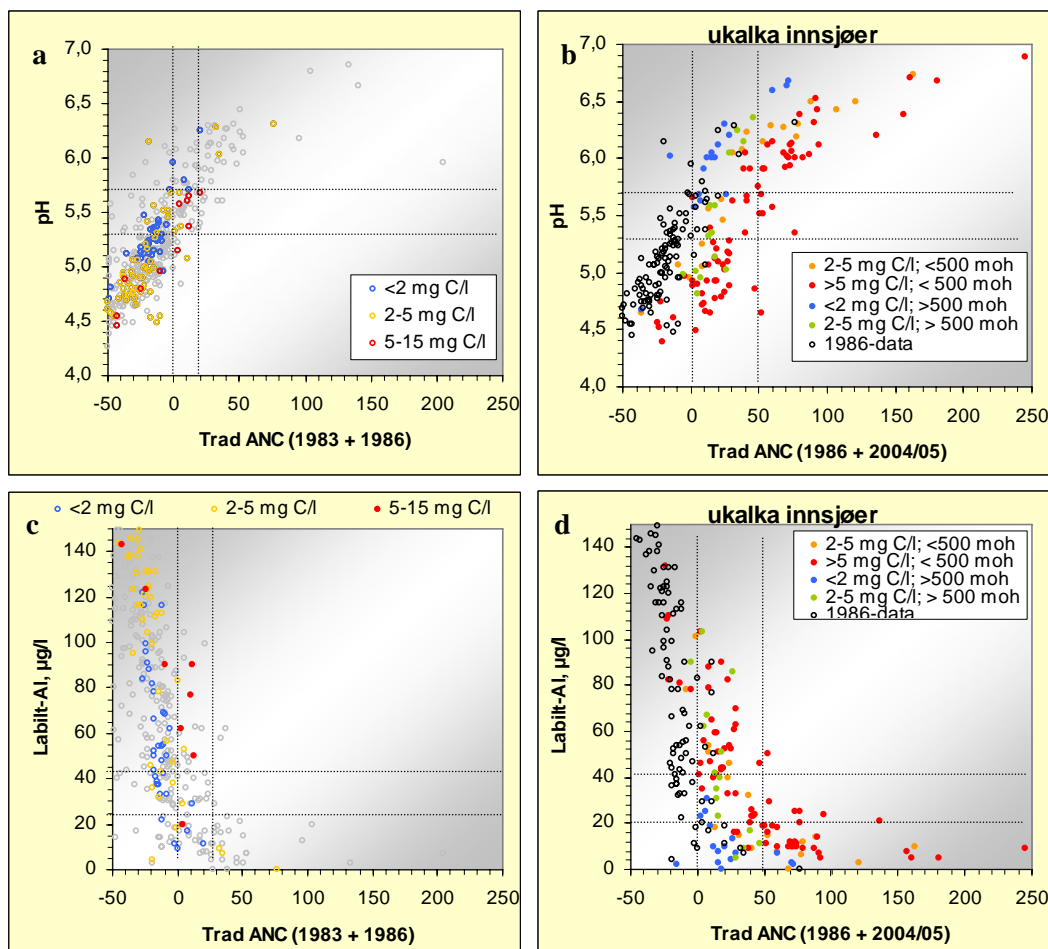 a
7,0
6,5
6,0
5,5
5,0
4,5
4,0
pH
-50 0 50 100 150 200 250
Trad ANC (1983 + 1986)
<2 mg C/l
2-5 mg C/l
5-15 mg C/l
ukalka innsjøer
b
7,0
6,5
6,0
5,5
5,0
4,5
4,0
pH
-50 0 50 100 150 200 250
Trad ANC (1986 + 2004/05)
2-5 mg C/l; <500 moh
>5 mg C/l; < 500 moh
<2 mg C/l; >500 moh
2-5 mg C/l; > 500 moh
1986-data
c
<2 mg C/l 2-5 mg C/l 5-15 mg C/l
140
120
100
80
60
40
20
0
Labilt-Al, µg/l
-50 0 50 100 150 200 250
Trad ANC (1983 + 1986)
ukalka innsjøer
d
140
120
100
80
60
40
20
0
Labilt-Al, µg/l
-50 0 50 100 150 200 250
Trad ANC (1986 + 2004/05)
2-5 mg C/l; <500 moh
>5 mg C/l; < 500 moh
<2 mg C/l; >500 moh
2-5 mg C/l; > 500 moh
1986-data